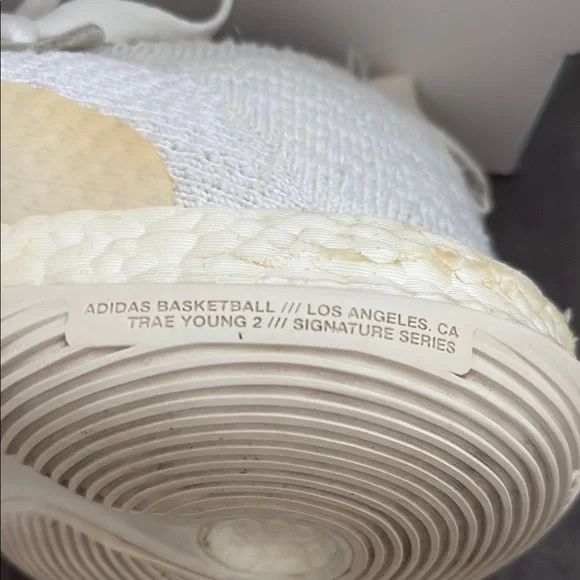 ADIDAS BASKETBALL /// LOS ANGELES. CA
TRAE YOUNG 2 /// SIGNATURE SERIES